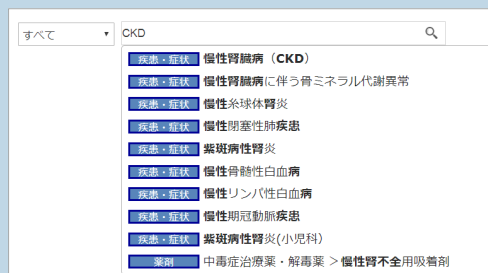 すべて
CKD
疾患・症状 慢性腎臓病（CKD）
疾患・症状 慢性腎臓病に伴う骨ミネラル代謝異常
疾患・症状 慢性糸球体腎炎
疾患・症状 慢性閉塞性肺疾患
疾患・症状 紫斑病性腎炎
疾患・症状 慢性骨髄性白血病
疾患・症状 慢性リンパ性白血病
疾患・症状 慢性期冠動脈疾患
疾患・症状 紫斑病性腎炎(小児科)
薬剤 中毒症治療薬・解毒薬 ＞慢性腎不全用吸着剤